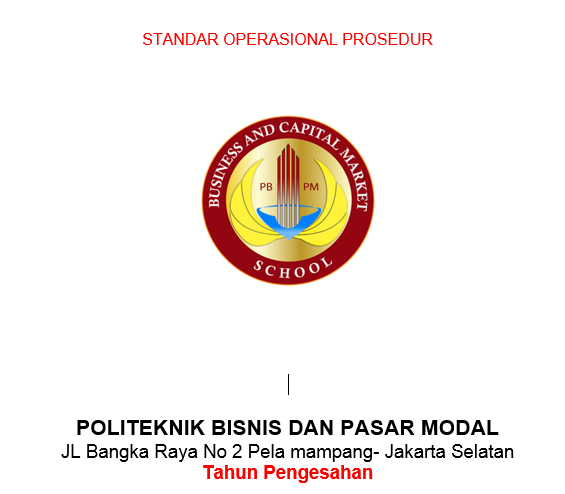 STANDAR OPERASIONAL PROSEDUR
BUSINESS AND CAPITAL MARKET
PB PM
SCHOOL
POLITEKNIK BISNIS DAN PASAR MODAL
JL Bangka Raya No 2 Pela mampang- Jakarta Selatan
Tahun Pengesahan